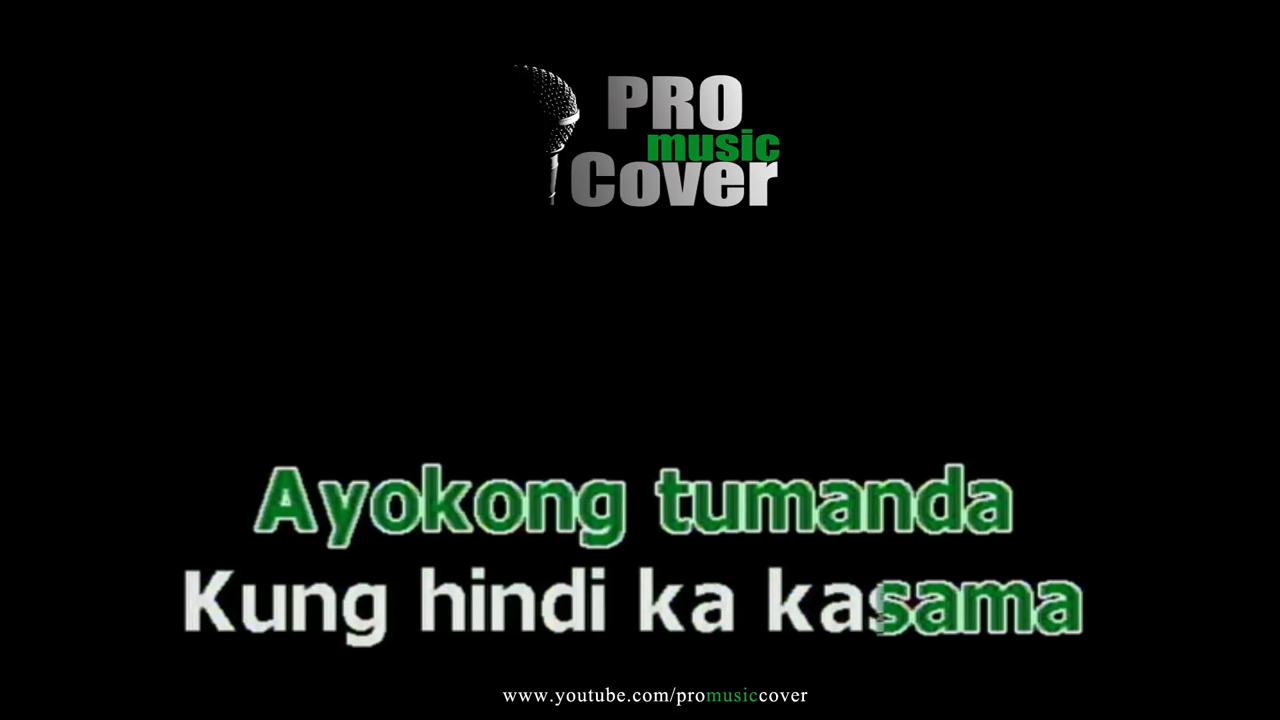 PRO
music
Cover
Ayokong tumanda
Kung hindi ka kasama
www.youtube.com/promusiccover